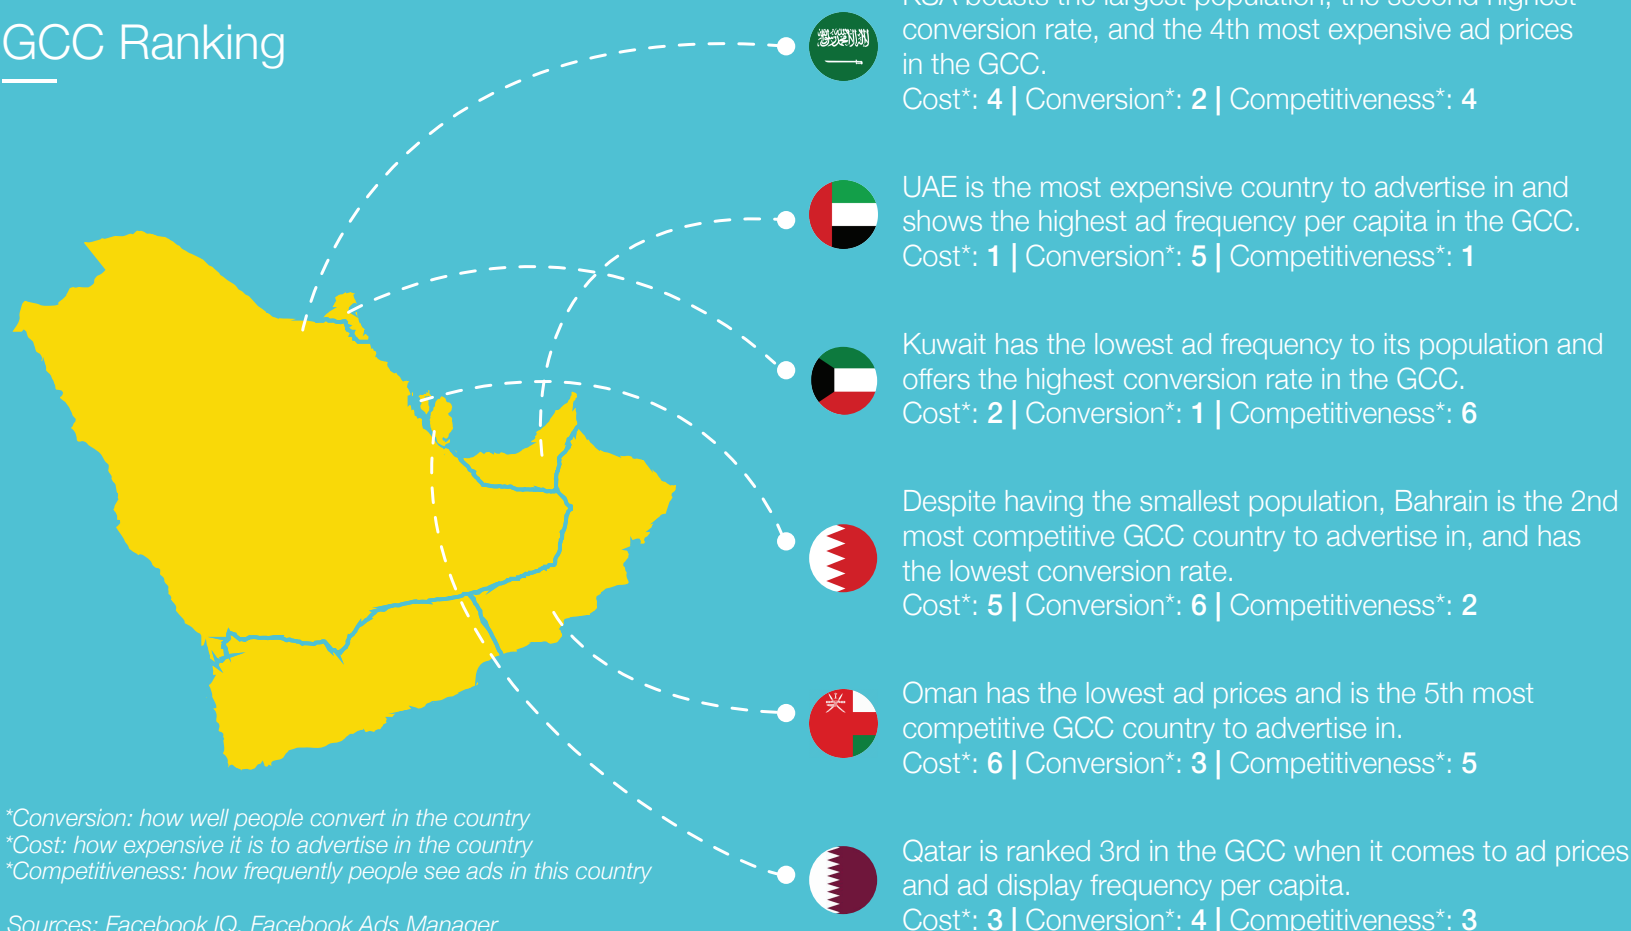 GCC Ranking
KSA boasts the largest population, the second highest
conversion rate, and the 4th most expensive ad prices
in the GCC.
Cost*: 4 | Conversion*: 2 | Competitiveness*: 4
UAE is the most expensive country to advertise in and
shows the highest ad frequency per capita in the GCC.
Cost*: 1 | Conversion*: 5 | Competitiveness*: 1
Kuwait has the lowest ad frequency to its population and
offers the highest conversion rate in the GCC.
Cost*: 2 | Conversion*: 1 | Competitiveness*: 6
Despite having the smallest population, Bahrain is the 2nd
most competitive GCC country to advertise in, and has
the lowest conversion rate.
Cost*: 5 | Conversion*: 6 | Competitiveness*: 2
Oman has the lowest ad prices and is the 5th most
competitive GCC country to advertise in.
Cost*: 6 | Conversion*: 3 | Competitiveness*: 5
Qatar is ranked 3rd in the GCC when it comes to ad prices
and ad display frequency per capita.
Cost*: 3 | Conversion*: 4 | Competitiveness*: 3
*Conversion: how well people convert in the country
*Cost: how expensive it is to advertise in the country
*Competitiveness: how frequently people see ads in this country
Sources: Facebook IQ, Facebook Ads Manager